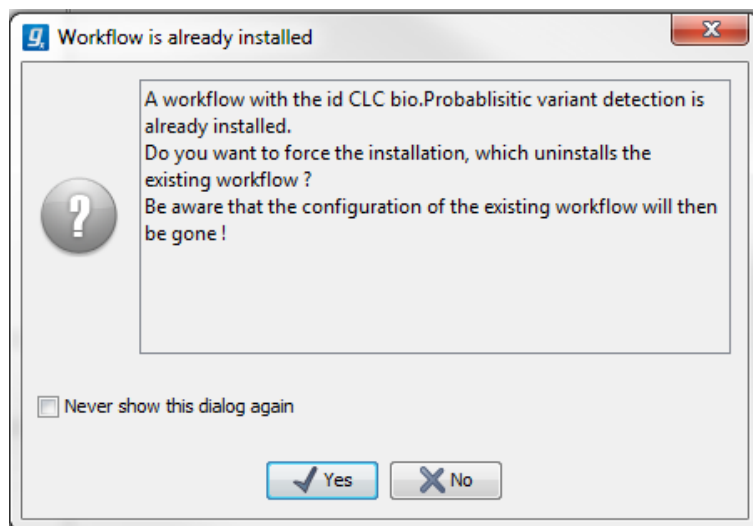 Workflow is already installed
A workflow with the id CLC bio.Probablisitic variant detection is
already installed.
Do you want to force the installation, which uninstalls the
existing workflow ?
Be aware that the configuration of the existing workflow will then
be gone !
Never show this dialog again
Yes
No